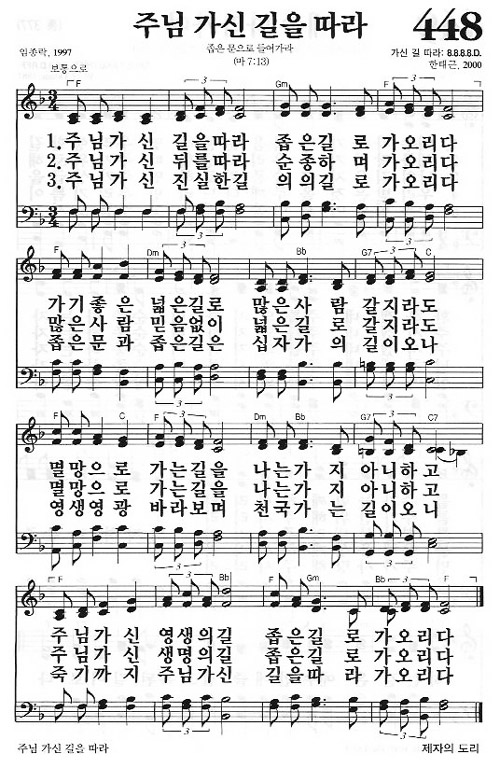 주님 가신 길을 따라
448
임종락, 1997
좁은 문으로 들어가라
(마 7:13)
가신 길 따라: 8.8.8.8.D.
한태근, 2000
보통으로
F Gm F
1.주님가 신 길을따라 좁은길 로 가오리다
2.주님가 신 뒤를따라 순종하 며 가오리다
3.주님가 신 진실한길 의의길 로 가오리다
F Dm Bb G7 C
가기좋 은 넓은길로 많은사 람 갈지라도
많은사 람 믿음없이 넓은길 로 갈지라도
좁은문 과 좁은길은 십자가 의 길이오나
F C F Dm Bb G7 C7
멸망으 로 가는길을 나는가 지 아니하고
멸망으 로 가는길을 나는가 지 아니하고
영생영 광 바라보며 천국가 는 길이오니
F Bb F Gm Bb F
주님가 신 영생의길 좁은길 로 가오리다
주님가 신 생명의길 좁은길 로 가오리다
죽기까 지 주님가신 길을따 라 가오리다
주님 가신 길을 따라
제자의 도리